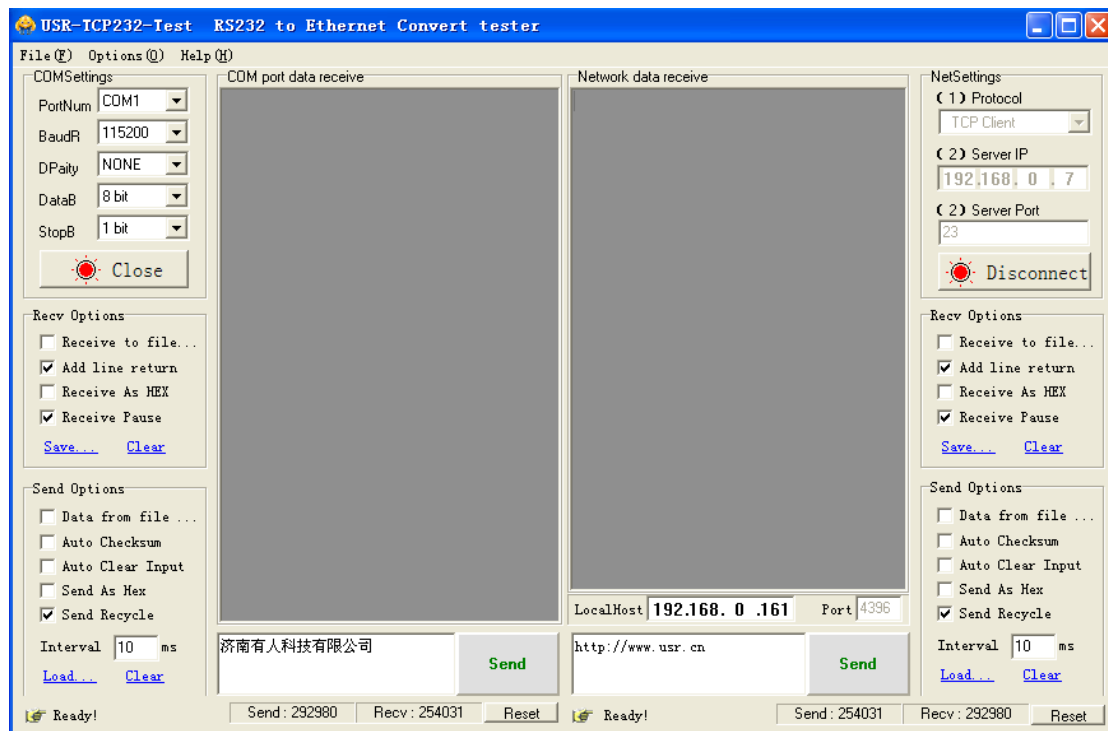 USR-TCP232-Test RS232 to Ethernet Convert tester
File(F) Options(O) Help(H)
COMSettings
PortNum COM1
BaudR 115200
DPaity NONE
DataB 8 bit
StopB 1 bit
Close
Recv Options
Receive to file...
Add line return
Receive As HEX
Receive Pause
Save... Clear
Send Options
Data from file ...
Auto Checksum
Auto Clear Input
Send As Hex
Send Recycle
Interval 10 ms
Load... Clear
COM port data receive
济南有人科技有限公司
Send
Ready!
Send : 292980 Recv : 254031 Reset
Network data receive
LocalHost 192.168. 0 .161 Port 4396
http://www.usr.cn
Send
Ready!
Send : 254031 Recv : 292980 Reset
NetSettings
( 1 ) Protocol
TCP Client
( 2 ) Server IP
192.168. 0 . 7
( 2 ) Server Port
23
Disconnect
Recv Options
Receive to file...
Add line return
Receive As HEX
Receive Pause
Save... Clear
Send Options
Data from file ...
Auto Checksum
Auto Clear Input
Send As Hex
Send Recycle
Interval 10 ms
Load... Clear